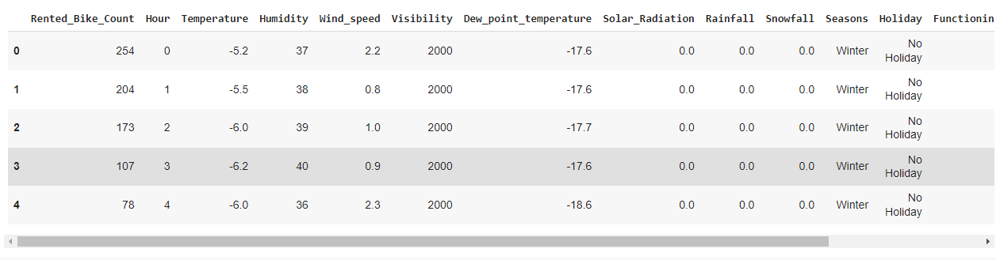 Rented_Bike_Count Hour Temperature Humidity Wind_speed Visibility Dew_point_temperature Solar_Radiation Rainfall Snowfall Seasons Holiday Functionin
0 254 0 -5.2 37 2.2 2000 -17.6 0.0 0.0 0.0 Winter No
Holiday
1 204 1 -5.5 38 0.8 2000 -17.6 0.0 0.0 0.0 Winter No
Holiday
2 173 2 -6.0 39 1.0 2000 -17.7 0.0 0.0 0.0 Winter No
Holiday
3 107 3 -6.2 40 0.9 2000 -17.6 0.0 0.0 0.0 Winter No
Holiday
4 78 4 -6.0 36 2.3 2000 -18.6 0.0 0.0 0.0 Winter No
Holiday